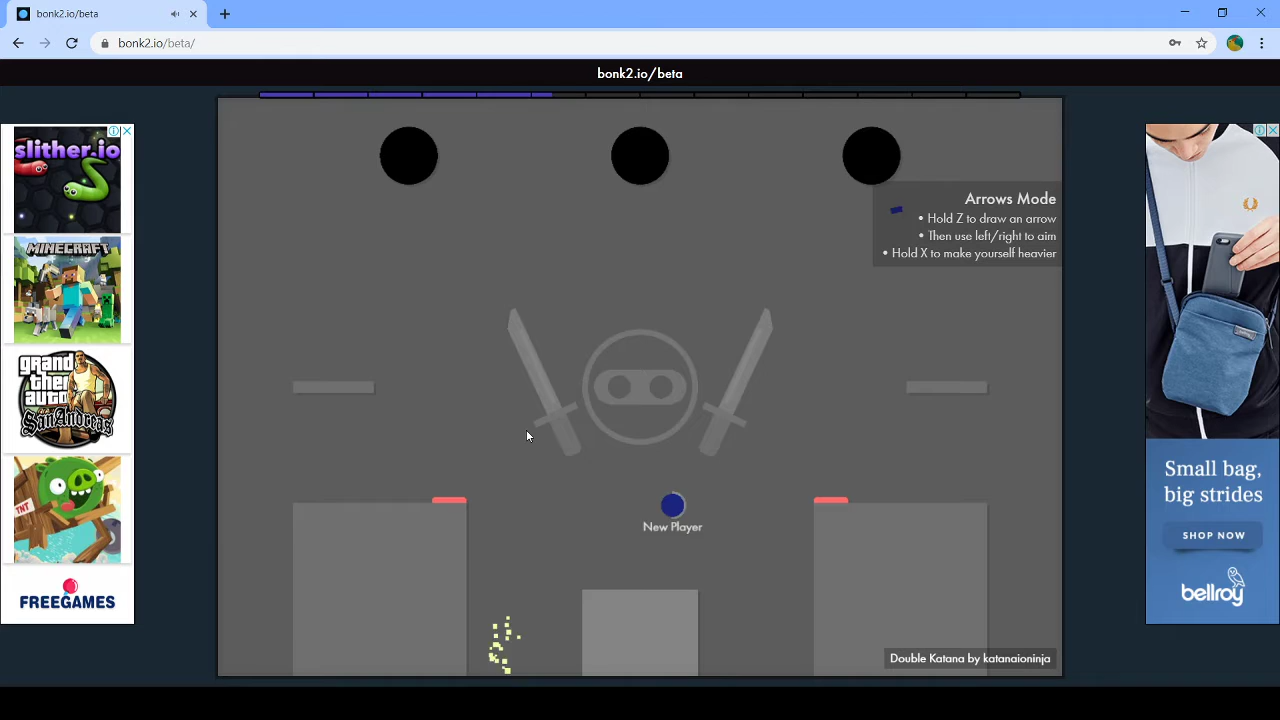 bonk2.io/beta
bonk2.io/beta/
bonk2.io/beta
slither.io
MINECRAFT
grand
theft
auto
San Andreas
TNT
FREEGAMES
Arrows Mode
• Hold Z to draw an arrow
• Then use left/right to aim
• Hold X to make yourself heavier
New Player
Double Katana by katanaioninja
Small bag,
big strides
SHOP NOW
bellroy